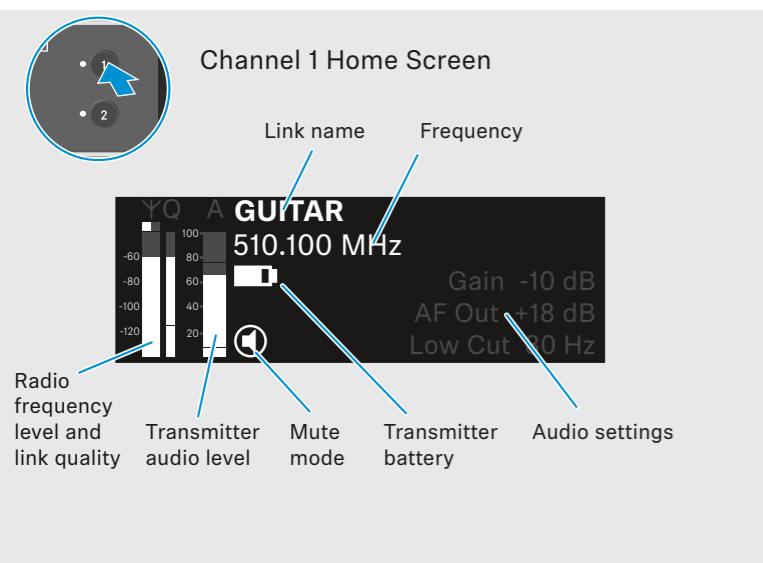 1
2
Channel 1 Home Screen
Link name
Frequency
Q
A
GUITAR
510.100 MHz
100
80
60
40
20
-60
-80
-100
-120
Gain -10 dB
AF Out +18 dB
Low Cut 80 Hz
Radio
frequency
level and
link quality
Transmitter
audio level
Mute
mode
Transmitter
battery
Audio settings